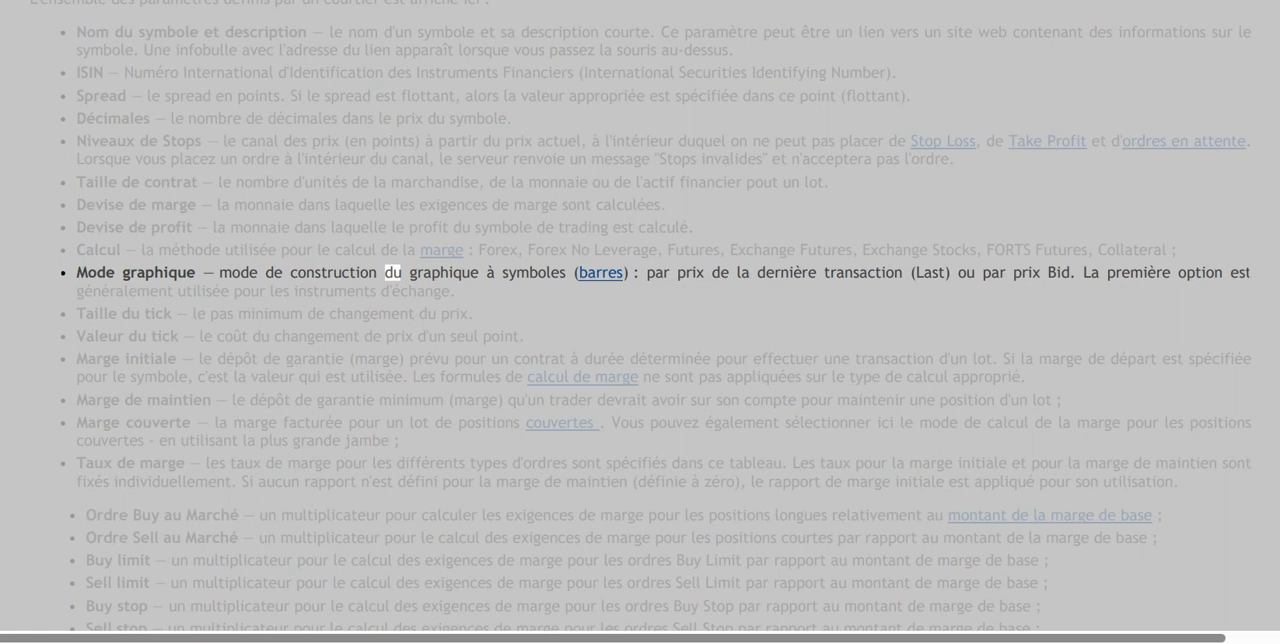 L'ensemble des paramètres définis par un courtier est affiché ici :
• Nom du symbole et description — le nom d'un symbole et sa description courte. Ce paramètre peut être un lien vers un site web contenant des informations sur le
symbole. Une infobulle avec l'adresse du lien apparaît lorsque vous passez la souris au-dessus.
• ISIN — Numéro International d'Identification des Instruments Financiers (International Securities Identifying Number).
• Spread — le spread en points. Si le spread est flottant, alors la valeur appropriée est spécifiée dans ce point (flottant).
• Décimales — le nombre de décimales dans le prix du symbole.
• Niveaux de Stops — le canal des prix (en points) à partir du prix actuel, à l'intérieur duquel on ne peut pas placer de Stop Loss, de Take Profit et d'ordres en attente.
Lorsque vous placez un ordre à l'intérieur du canal, le serveur renvoie un message "Stops invalides" et n'acceptera pas l'ordre.
• Taille de contrat — le nombre d'unités de la marchandise, de la monnaie ou de l'actif financier pout un lot.
• Devise de marge — la monnaie dans laquelle les exigences de marge sont calculées.
• Devise de profit — la monnaie dans laquelle le profit du symbole de trading est calculé.
• Calcul — la méthode utilisée pour le calcul de la marge : Forex, Forex No Leverage, Futures, Exchange Futures, Exchange Stocks, FORTS Futures, Collateral ;
• Mode graphique — mode de construction du graphique à symboles (barres) : par prix de la dernière transaction (Last) ou par prix Bid. La première option est
généralement utilisée pour les instruments d'échange.
• Taille du tick — le pas minimum de changement du prix.
• Valeur du tick — le coût du changement de prix d'un seul point.
• Marge initiale — le dépôt de garantie (marge) prévu pour un contrat à durée déterminée pour effectuer une transaction d'un lot. Si la marge de départ est spécifiée
pour le symbole, c'est la valeur qui est utilisée. Les formules de calcul de marge ne sont pas appliquées sur le type de calcul approprié.
• Marge de maintien — le dépôt de garantie minimum (marge) qu'un trader devrait avoir sur son compte pour maintenir une position d'un lot ;
• Marge couverte — la marge facturée pour un lot de positions couvertes . Vous pouvez également sélectionner ici le mode de calcul de la marge pour les positions
couvertes - en utilisant la plus grande jambe ;
• Taux de marge — les taux de marge pour les différents types d'ordres sont spécifiés dans ce tableau. Les taux pour la marge initiale et pour la marge de maintien sont
fixés individuellement. Si aucun rapport n'est défini pour la marge de maintien (définie à zéro), le rapport de marge initiale est appliqué pour son utilisation.
• Ordre Buy au Marché — un multiplicateur pour calculer les exigences de marge pour les positions longues relativement au montant de la marge de base ;
• Ordre Sell au Marché — un multiplicateur pour le calcul des exigences de marge pour les positions courtes par rapport au montant de la marge de base ;
• Buy limit — un multiplicateur pour le calcul des exigences de marge pour les ordres Buy Limit par rapport au montant de marge de base ;
• Sell limit — un multiplicateur pour le calcul des exigences de marge pour les ordres Sell Limit par rapport au montant de marge de base ;
• Buy stop — un multiplicateur pour le calcul des exigences de marge pour les ordres Buy Stop par rapport au montant de marge de base ;
• Sell stop — un multiplicateur pour le calcul des exigences de marge pour les ordres Sell Stop par rapport au montant de marge de base ;